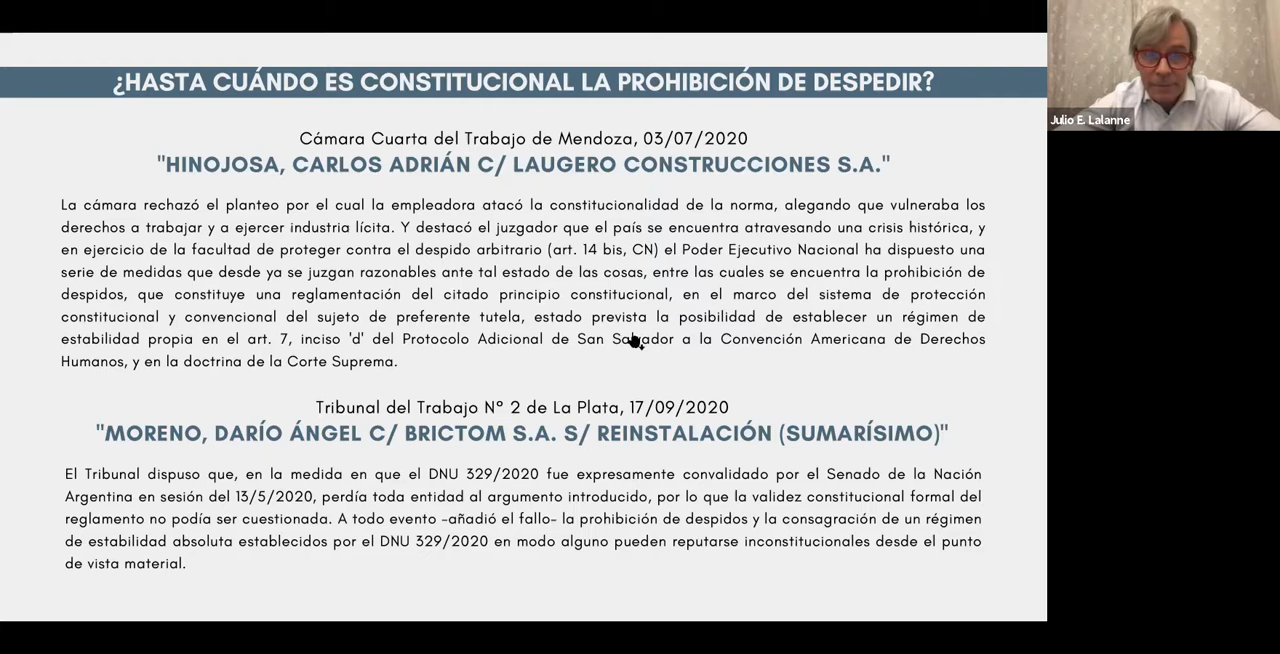 ¿HASTA CUÁNDO ES CONSTITUCIONAL LA PROHIBICIÓN DE DESPEDIR?
Julio E. Lalanne
Cámara Cuarta del Trabajo de Mendoza, 03/07/2020
"HINOJOSA, CARLOS ADRIÁN C/ LAUGERO CONSTRUCCIONES S.A."
La cámara rechazó el planteo por el cual la empleadora atacó la constitucionalidad de la norma, alegando que vulneraba los
derechos a trabajar y a ejercer industria lícita. Y destacó el juzgador que el país se encuentra atravesando una crisis histórica, y
en ejercicio de la facultad de proteger contra el despido arbitrario (art. 14 bis, CN) el Poder Ejecutivo Nacional ha dispuesto una
serie de medidas que desde ya se juzgan razonables ante tal estado de las cosas, entre las cuales se encuentra la prohibición de
despidos, que constituye una reglamentación del citado principio constitucional, en el marco del sistema de protección
constitucional y convencional del sujeto de preferente tutela, estado prevista la posibilidad de establecer un régimen de
estabilidad propia en el art. 7, inciso 'd' del Protocolo Adicional de San Salvador a la Convención Americana de Derechos
Humanos, y en la doctrina de la Corte Suprema.
Tribunal del Trabajo N° 2 de La Plata, 17/09/2020
"MORENO, DARÍO ÁNGEL C/ BRICTOM S.A. S/ REINSTALACIÓN (SUMARÍSIMO)"
El Tribunal dispuso que, en la medida en que el DNU 329/2020 fue expresamente convalidado por el Senado de la Nación
Argentina en sesión del 13/5/2020, perdía toda entidad al argumento introducido, por lo que la validez constitucional formal del
reglamento no podía ser cuestionada. A todo evento -añadió el fallo- la prohibición de despidos y la consagración de un régimen
de estabilidad absoluta establecidos por el DNU 329/2020 en modo alguno pueden reputarse inconstitucionales desde el punto
de vista material.